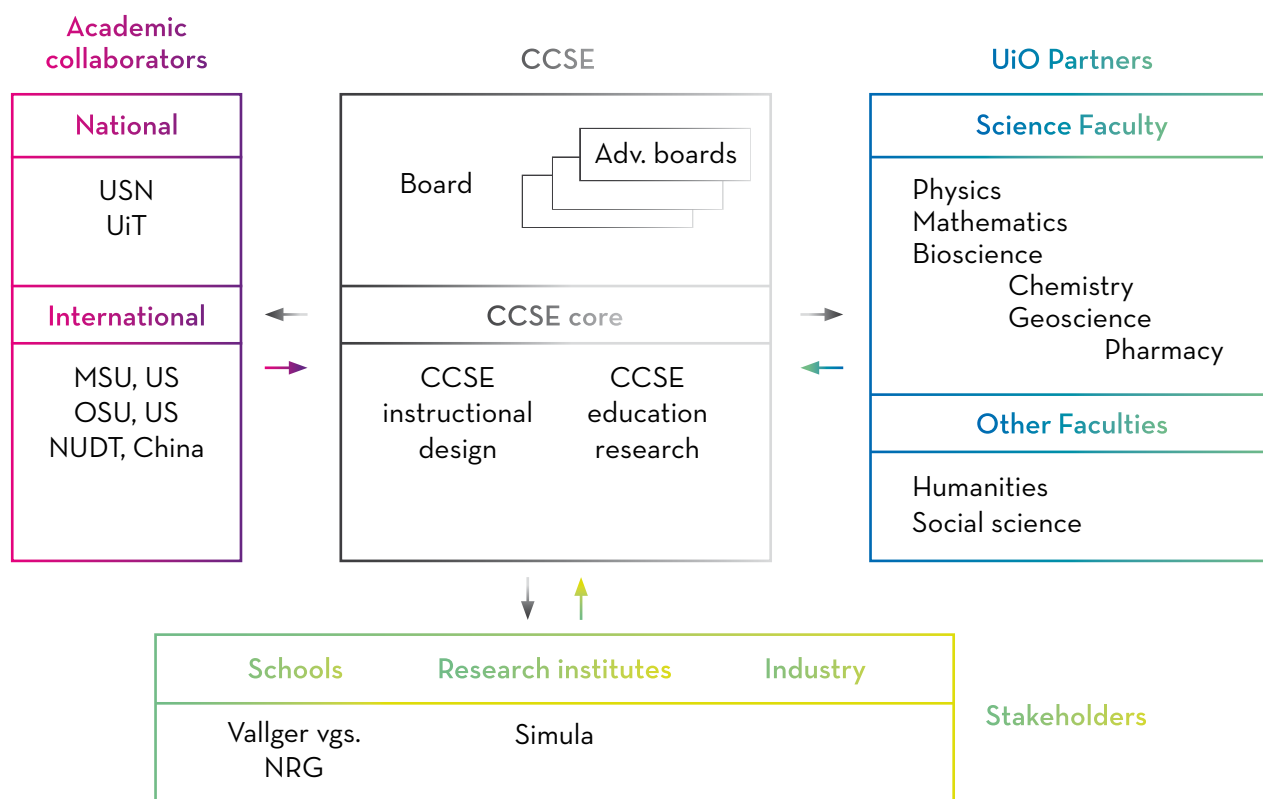 Academic
collaborators
National
USN
UiT
International
MSU, US
OSU, US
NUDT, China
CCSE
Board
Adv. boards
CCSE core
CCSE
instructional
design
CCSE
education
research
UiO Partners
Science Faculty
Physics
Mathematics
Bioscience
Chemistry
Geoscience
Pharmacy
Other Faculties
Humanities
Social science
Schools
Research institutes
Industry
Vallger vgs.
NRG
Simula
Stakeholders